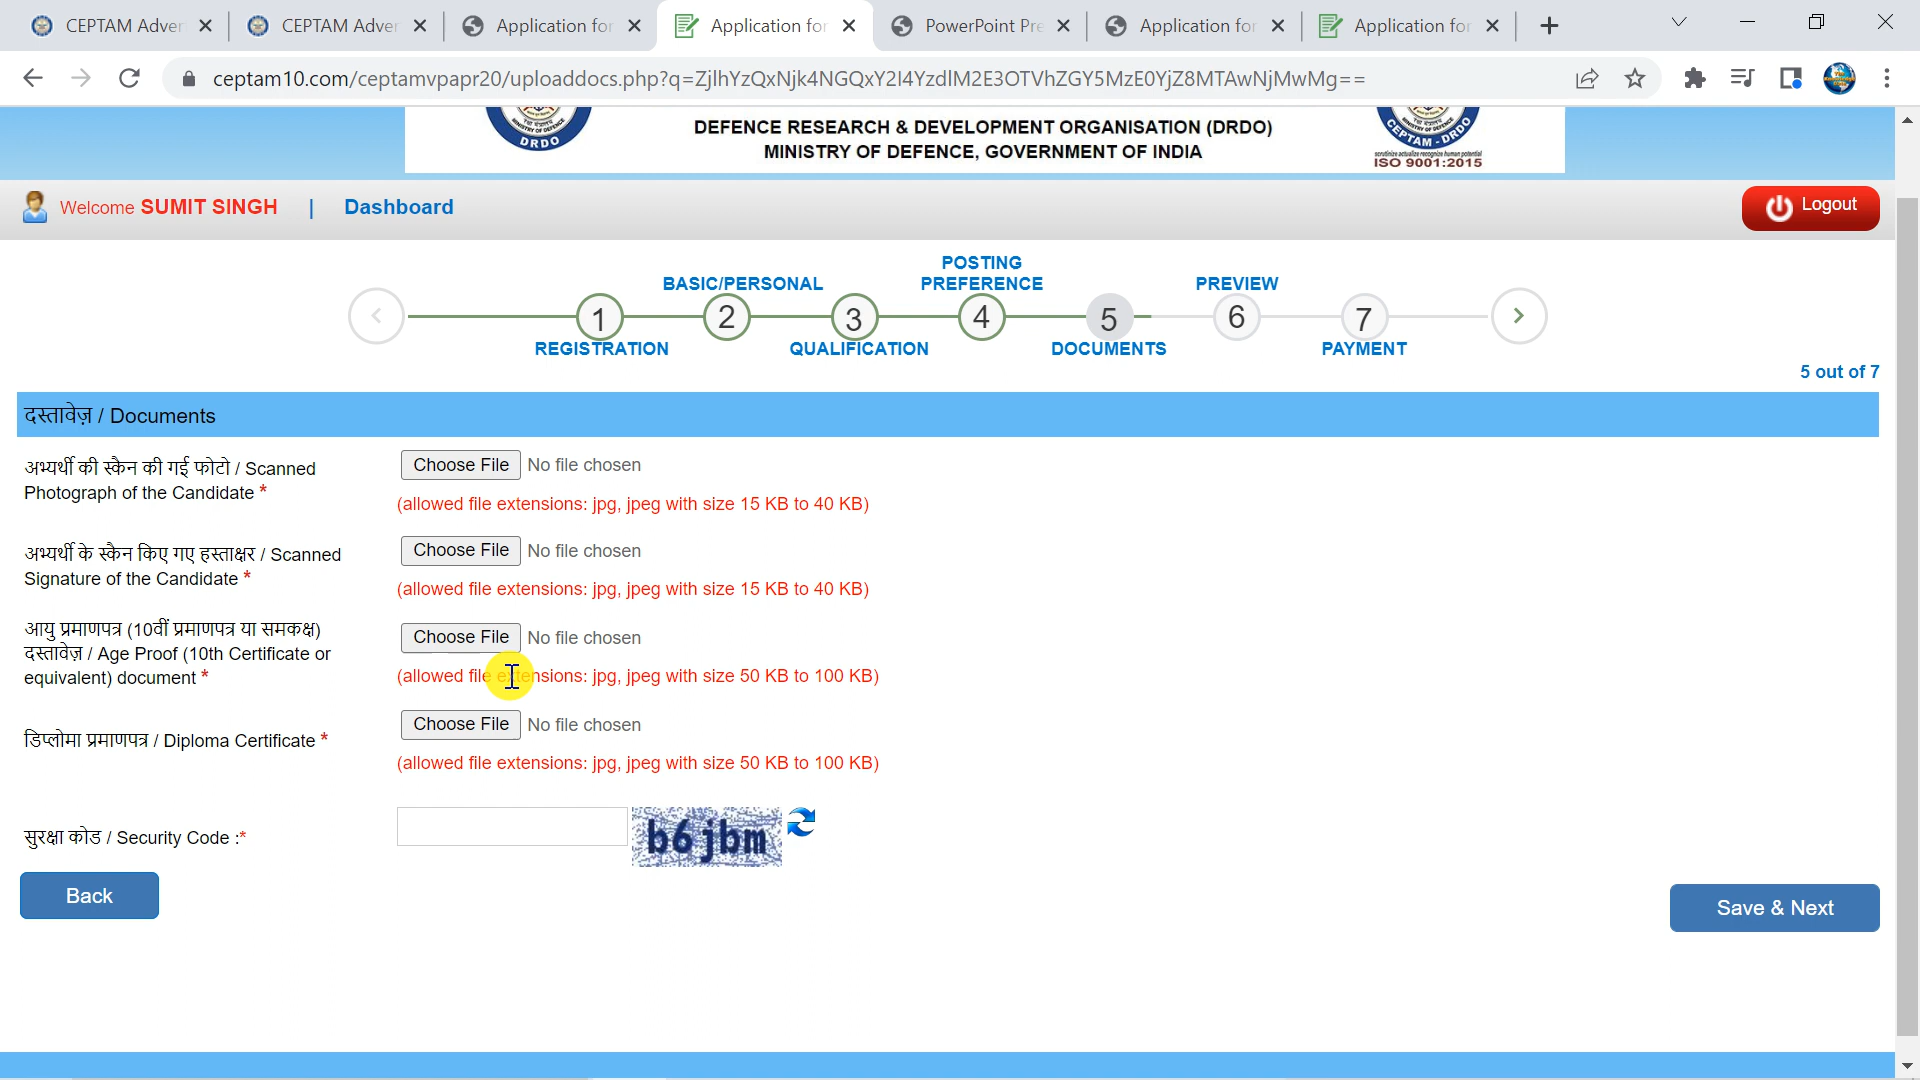 CEPTAM Adver
CEPTAM Adver
Application for
Application for
PowerPoint Pre
Application for
Application for
ceptam10.com/ceptamvpapr20/uploaddocs.php?q=ZjlhYzQxNjk4NGQxY2I4YzdlM2E3OTVhZGY5MzE0YjZ8MTAwNjMwMg==
MINISTRY OF DEFENCE
DRDO
DEFENCE RESEARCH & DEVELOPMENT ORGANISATION (DRDO)
MINISTRY OF DEFENCE, GOVERNMENT OF INDIA
CEPTAM - DRDO
ISO 9001:2015
Welcome SUMIT SINGH | Dashboard
Logout
POSTING
BASIC/PERSONAL PREFERENCE PREVIEW
1 2 3 4 5 6 7
REGISTRATION QUALIFICATION DOCUMENTS PAYMENT
5 out of 7
दस्तावेज़ / Documents
अभ्यर्थी की स्कैन की गई फोटो / Scanned
Photograph of the Candidate *
Choose File No file chosen
(allowed file extensions: jpg, jpeg with size 15 KB to 40 KB)
अभ्यर्थी के स्कैन किए गए हस्ताक्षर / Scanned
Signature of the Candidate *
Choose File No file chosen
(allowed file extensions: jpg, jpeg with size 15 KB to 40 KB)
आयु प्रमाणपत्र (10वीं प्रमाणपत्र या समकक्ष)
दस्तावेज़ / Age Proof (10th Certificate or
equivalent) document *
Choose File No file chosen
(allowed file extensions: jpg, jpeg with size 50 KB to 100 KB)
डिप्लोमा प्रमाणपत्र / Diploma Certificate *
Choose File No file chosen
(allowed file extensions: jpg, jpeg with size 50 KB to 100 KB)
सुरक्षा कोड / Security Code :*
b6jbm
Back
Save & Next